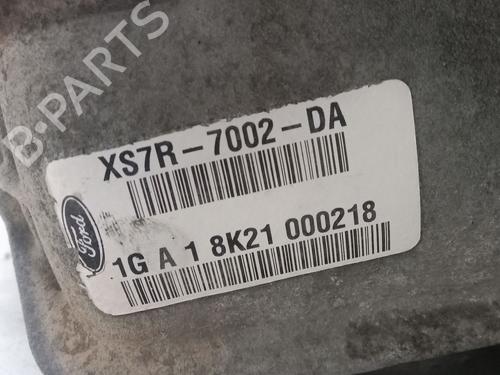 B-PARTS
XS7R-7002-DA
Ford
1G A 1 8K21 000218